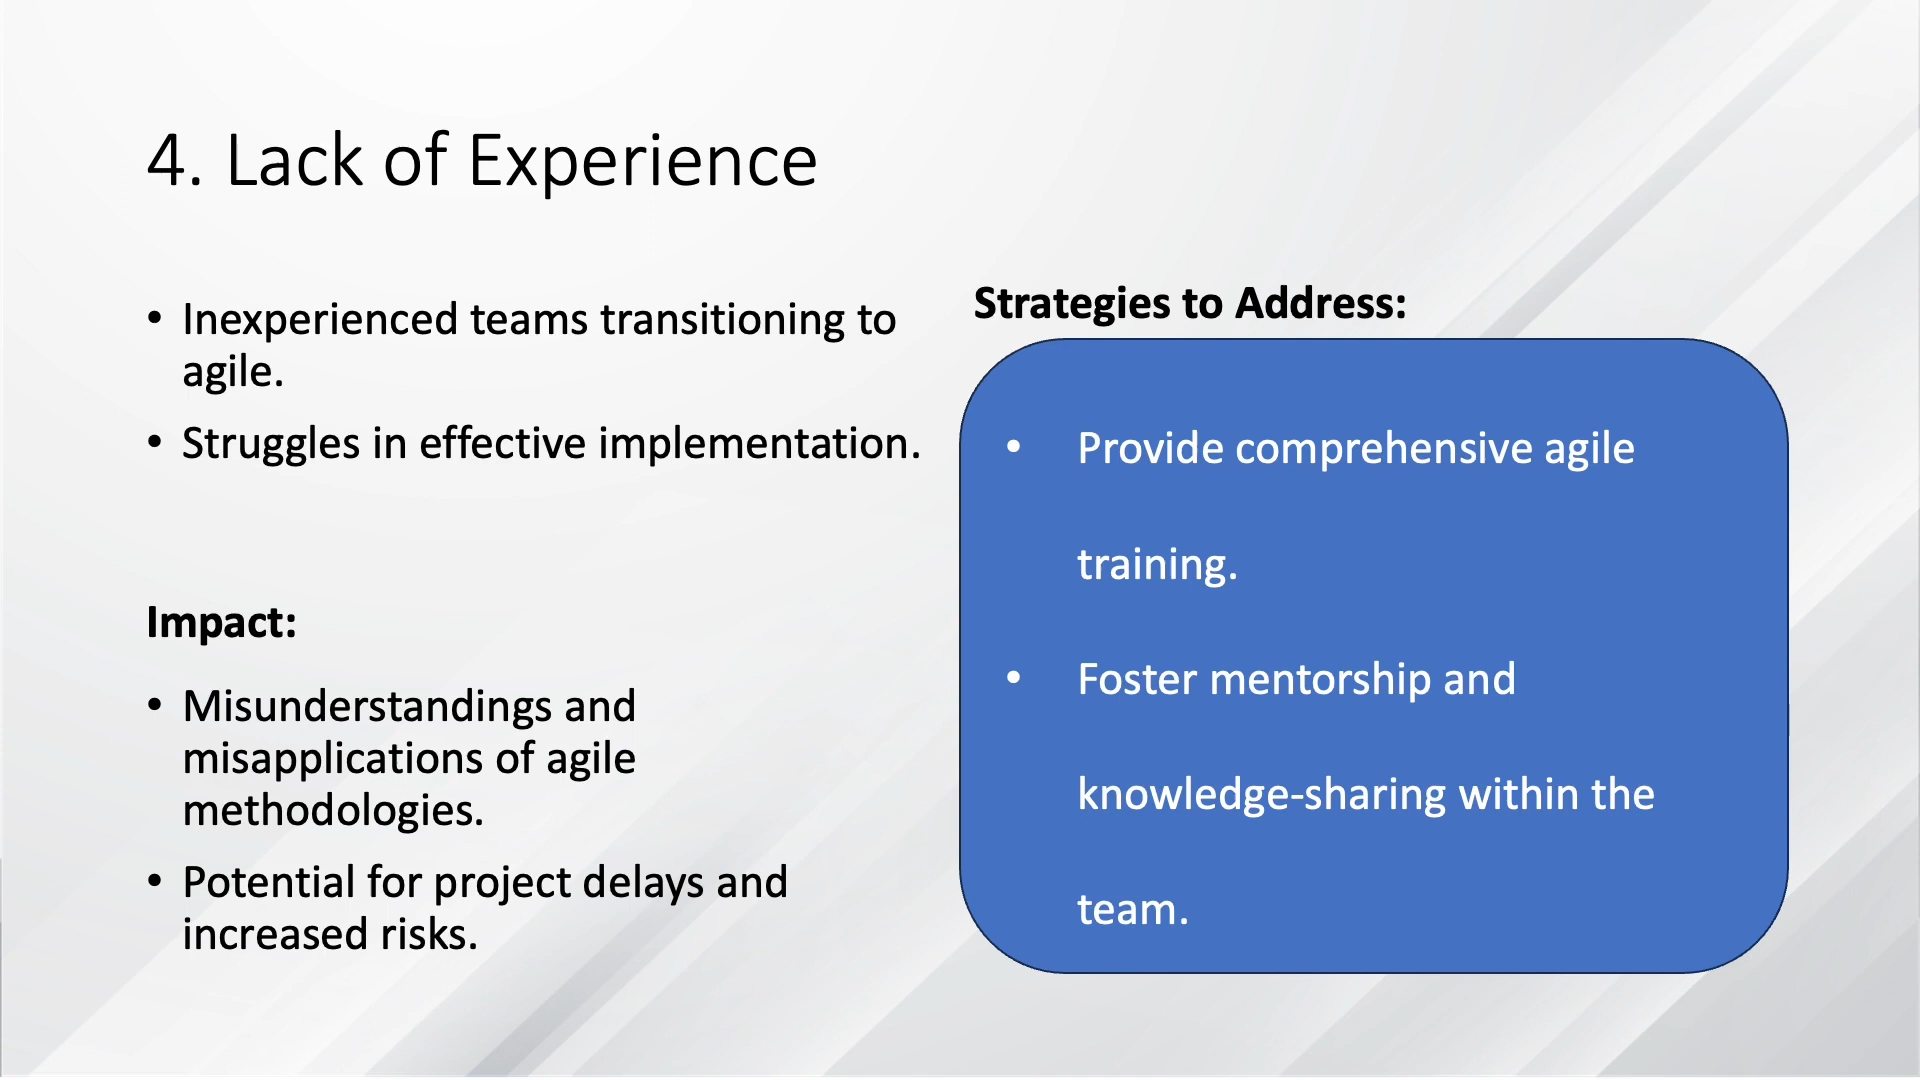 4. Lack of Experience
• Inexperienced teams transitioning to
agile.
• Struggles in effective implementation.
Impact:
• Misunderstandings and
misapplications of agile
methodologies.
• Potential for project delays and
increased risks.
Strategies to Address:
• Provide comprehensive agile
training.
• Foster mentorship and
knowledge-sharing within the
team.